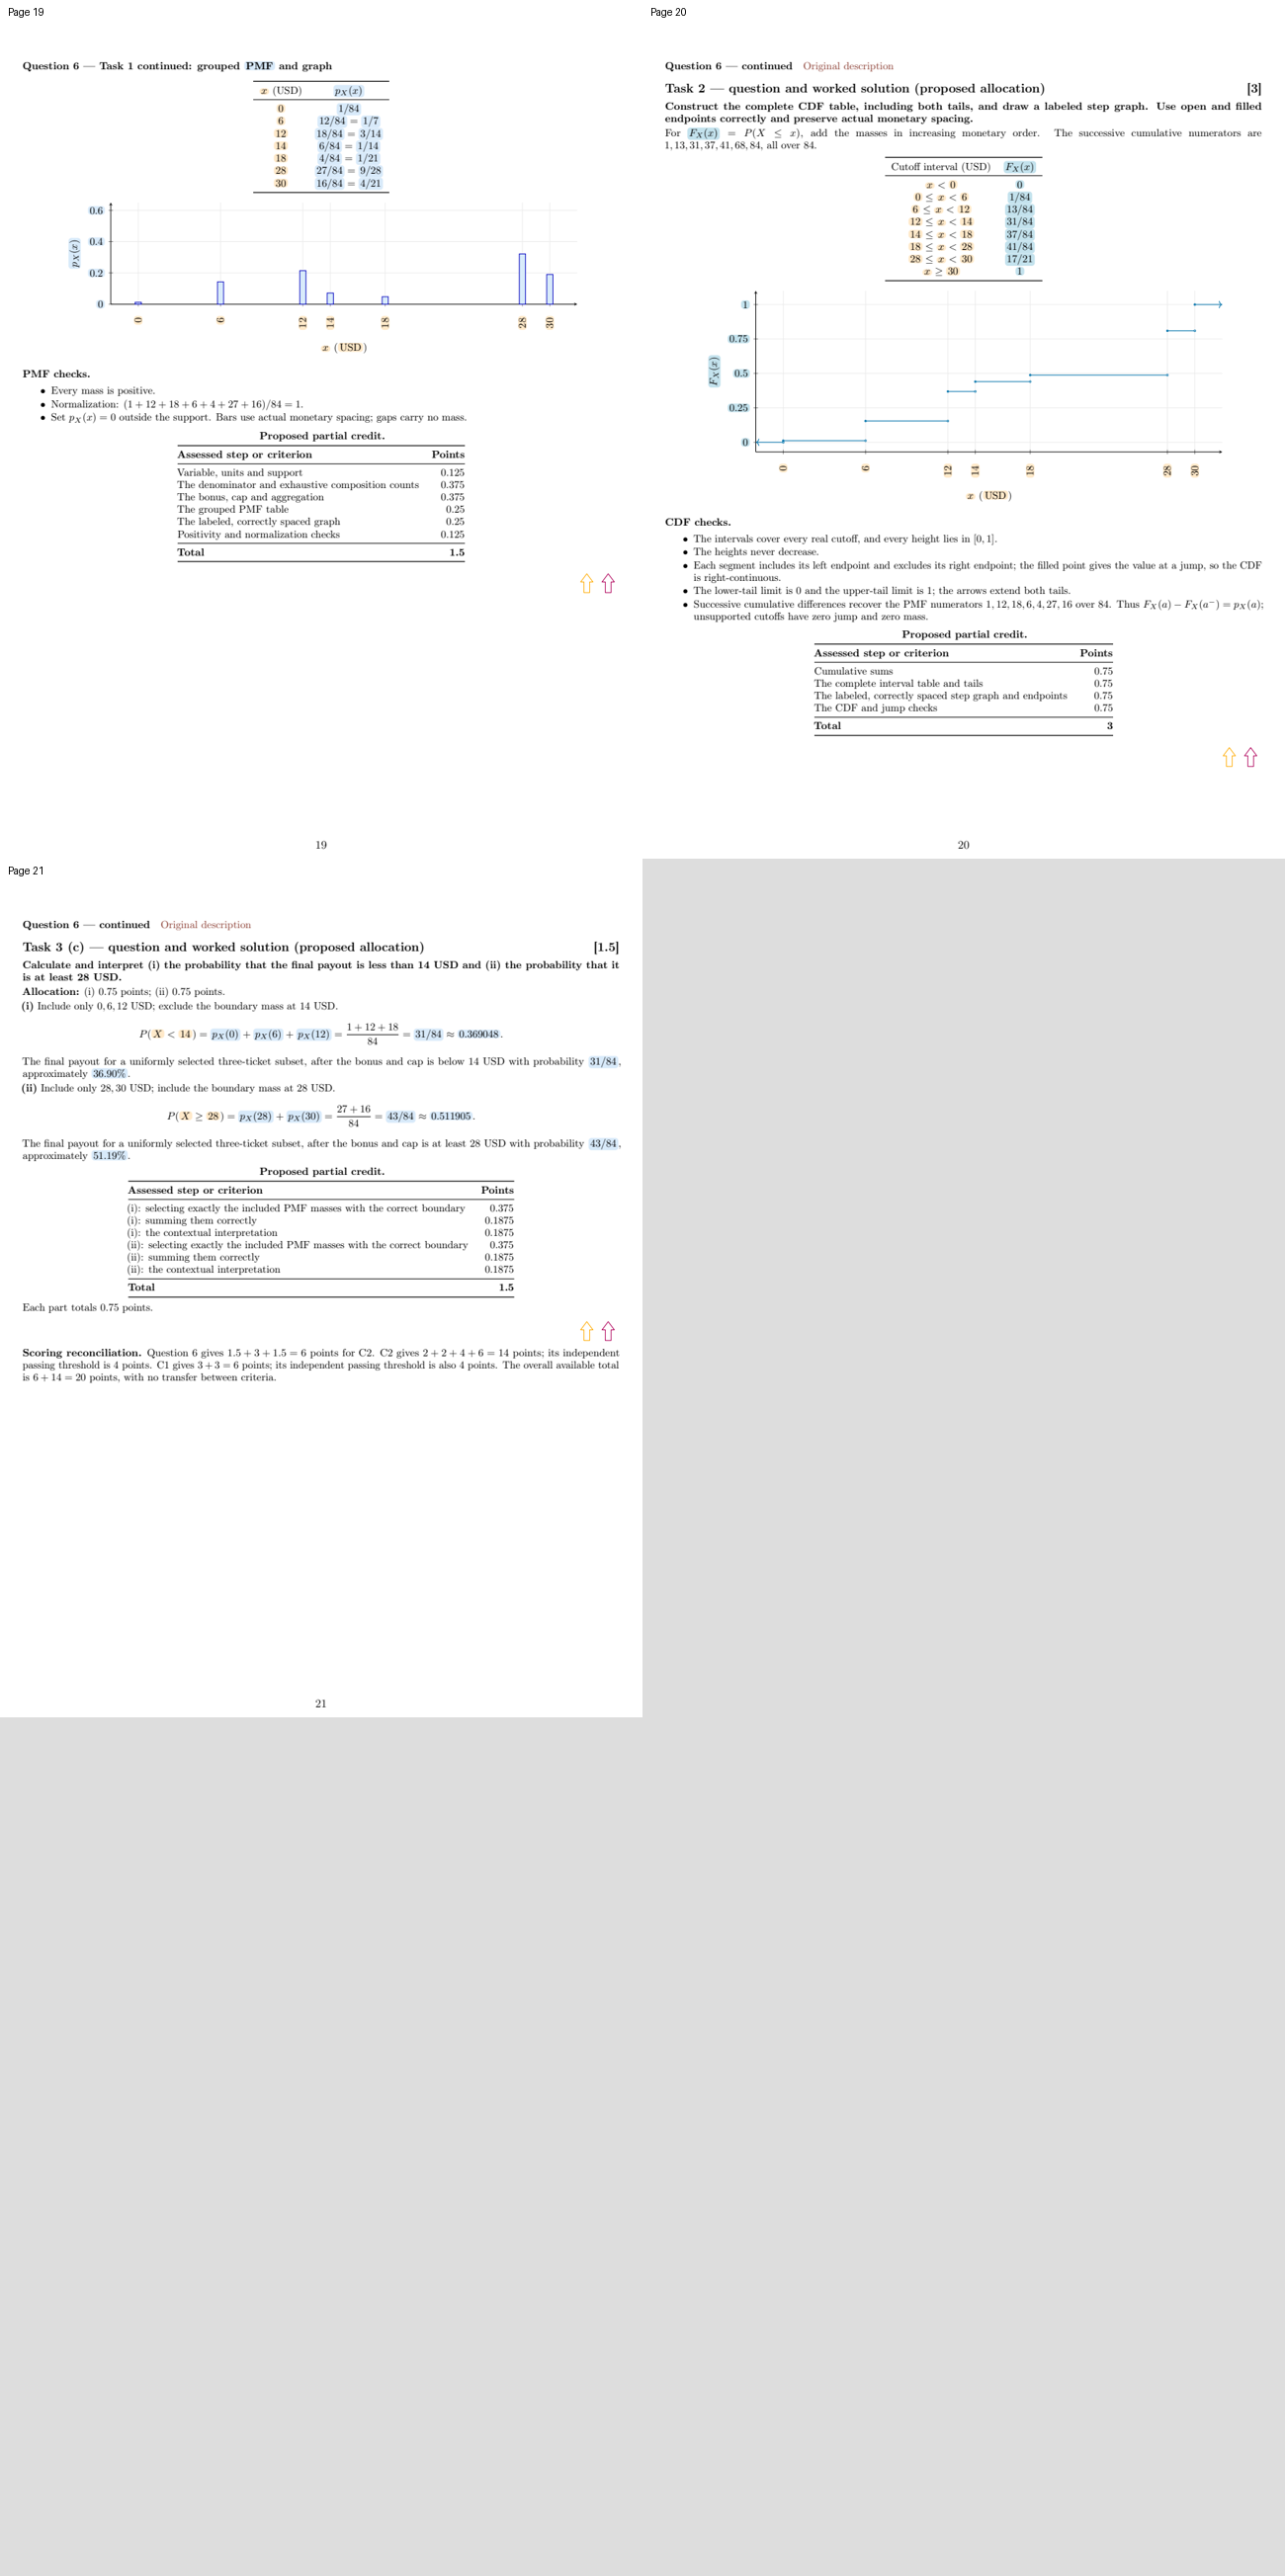 Page 19
Question 6 — Task 1 continued: grouped PMF and graph
x (USD) p_X(x)
0 1/84
6 12/84 = 1/7
12 18/84 = 3/14
14 6/84 = 1/14
18 4/84 = 1/21
28 27/84 = 9/28
30 16/84 = 4/21
0.6
0.4
0.2
0
p_X(x)
0 6 12 14 18 28 30
x (USD)
PMF checks.
• Every mass is positive.
• Normalization: (1 + 12 + 18 + 6 + 4 + 27 + 16)/84 = 1.
• Set p_X(x) = 0 outside the support. Bars use actual monetary spacing; gaps carry no mass.
Proposed partial credit.
Assessed step or criterion Points
Variable, units and support 0.125
The denominator and exhaustive composition counts 0.375
The bonus, cap and aggregation 0.375
The grouped PMF table 0.25
The labeled, correctly spaced graph 0.25
Positivity and normalization checks 0.125
Total 1.5
19
Page 20
Question 6 — continued Original description
Task 2 — question and worked solution (proposed allocation) [3]
Construct the complete CDF table, including both tails, and draw a labeled step graph. Use open and filled
endpoints correctly and preserve actual monetary spacing.
For F_X(x) = P(X ≤ x), add the masses in increasing monetary order. The successive cumulative numerators are
1, 13, 31, 37, 41, 68, 84, all over 84.
Cutoff interval (USD) F_X(x)
x < 0 0
0 ≤ x < 6 1/84
6 ≤ x < 12 13/84
12 ≤ x < 14 31/84
14 ≤ x < 18 37/84
18 ≤ x < 28 41/84
28 ≤ x < 30 17/21
x ≥ 30 1
1
0.75
0.5
0.25
0
F_X(x)
0 6 12 14 18 28 30
x (USD)
CDF checks.
• The intervals cover every real cutoff, and every height lies in [0, 1].
• The heights never decrease.
• Each segment includes its left endpoint and excludes its right endpoint; the filled point gives the value at a jump, so the CDF
is right-continuous.
• The lower-tail limit is 0 and the upper-tail limit is 1; the arrows extend both tails.
• Successive cumulative differences recover the PMF numerators 1, 12, 18, 6, 4, 27, 16 over 84. Thus F_X(a) − F_X(a⁻) = p_X(a);
unsupported cutoffs have zero jump and zero mass.
Proposed partial credit.
Assessed step or criterion Points
Cumulative sums 0.75
The complete interval table and tails 0.75
The labeled, correctly spaced step graph and endpoints 0.75
The CDF and jump checks 0.75
Total 3
20
Page 21
Question 6 — continued Original description
Task 3 (c) — question and worked solution (proposed allocation) [1.5]
Calculate and interpret (i) the probability that the final payout is less than 14 USD and (ii) the probability that it
is at least 28 USD.
Allocation: (i) 0.75 points; (ii) 0.75 points.
(i) Include only 0, 6, 12 USD; exclude the boundary mass at 14 USD.
P(X < 14) = p_X(0) + p_X(6) + p_X(12) = (1 + 12 + 18)/84 = 31/84 ≈ 0.369048.
The final payout for a uniformly selected three-ticket subset, after the bonus and cap is below 14 USD with probability 31/84,
approximately 36.90%.
(ii) Include only 28, 30 USD; include the boundary mass at 28 USD.
P(X ≥ 28) = p_X(28) + p_X(30) = (27 + 16)/84 = 43/84 ≈ 0.511905.
The final payout for a uniformly selected three-ticket subset, after the bonus and cap is at least 28 USD with probability 43/84,
approximately 51.19%.
Proposed partial credit.
Assessed step or criterion Points
(i): selecting exactly the included PMF masses with the correct boundary 0.375
(i): summing them correctly 0.1875
(i): the contextual interpretation 0.1875
(ii): selecting exactly the included PMF masses with the correct boundary 0.375
(ii): summing them correctly 0.1875
(ii): the contextual interpretation 0.1875
Total 1.5
Each part totals 0.75 points.
Scoring reconciliation. Question 6 gives 1.5 + 3 + 1.5 = 6 points for C2. C2 gives 2 + 2 + 4 + 6 = 14 points; its independent
passing threshold is 4 points. C1 gives 3 + 3 = 6 points; its independent passing threshold is also 4 points. The overall available total
is 6 + 14 = 20 points, with no transfer between criteria.
21